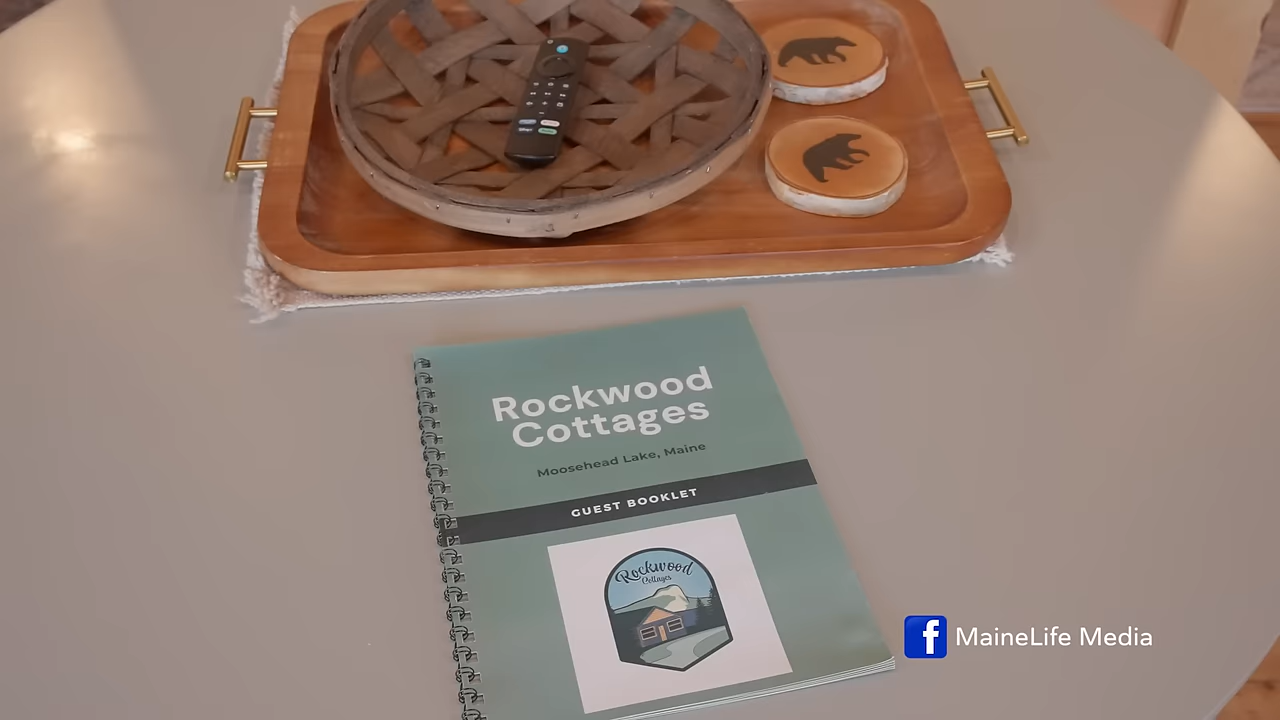 Rockwood
Cottages
Moosehead Lake, Maine
GUEST BOOKLET
Rockwood
Cottages
f MaineLife Media